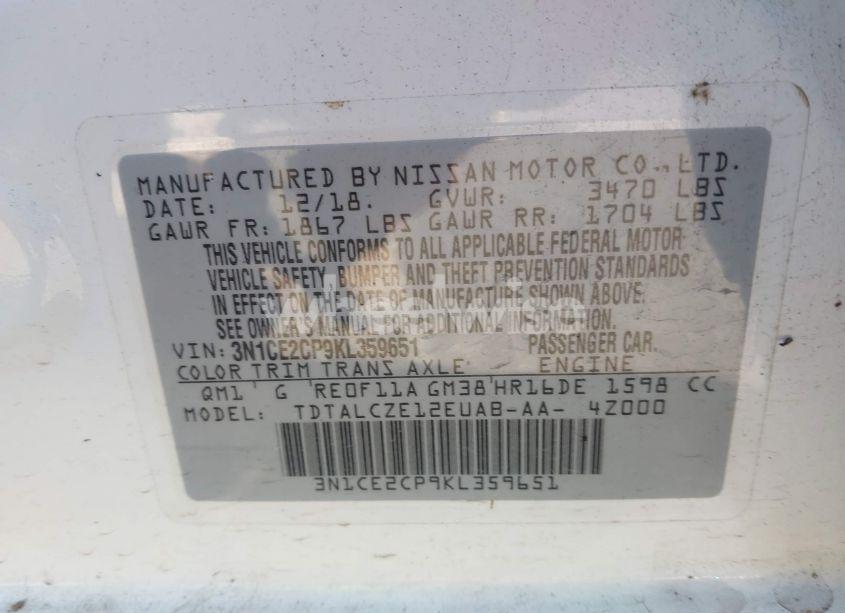 MANUFACTURED BY NISSAN MOTOR CO., LTD.
DATE: 12/18. GVWR: 3470 LBS
GAWR FR: 1867 LBS GAWR RR: 1704 LBS
THIS VEHICLE CONFORMS TO ALL APPLICABLE FEDERAL MOTOR
VEHICLE SAFETY, BUMPER AND THEFT PREVENTION STANDARDS
IN EFFECT ON THE DATE OF MANUFACTURE SHOWN ABOVE.
SEE OWNER'S MANUAL FOR ADDITIONAL INSTRUCTIONS.
VIN: 3N1CE2CP9KL359651 PASSENGER CAR.
COLOR TRIM TRANS AXLE ENGINE
QM1 G RE0F11A GM38 HR16DE 1598 CC
MODEL: TDTALCZE12EUAB-AA- 4Z000
3N1CE2CP9KL359651